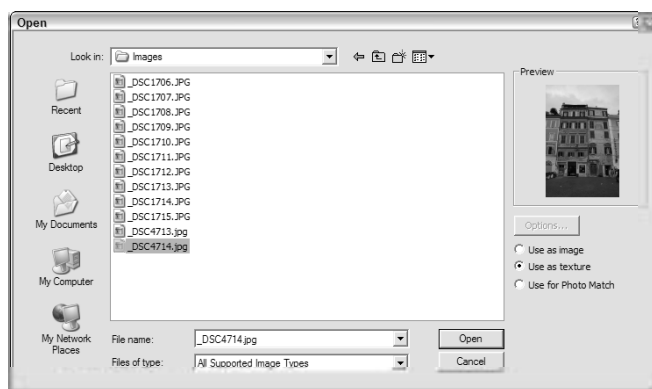 Open
Look in:
Images
Preview
Recent
Desktop
My Documents
My Computer
My Network
Places
_DSC1706.JPG
_DSC1707.JPG
_DSC1708.JPG
_DSC1709.JPG
_DSC1710.JPG
_DSC1711.JPG
_DSC1712.JPG
_DSC1713.JPG
_DSC1714.JPG
_DSC1715.JPG
_DSC4713.jpg
_DSC4714.jpg
Options...
Use as image
Use as texture
Use for Photo Match
File name:
_DSC4714.jpg
Open
Files of type:
All Supported Image Types
Cancel